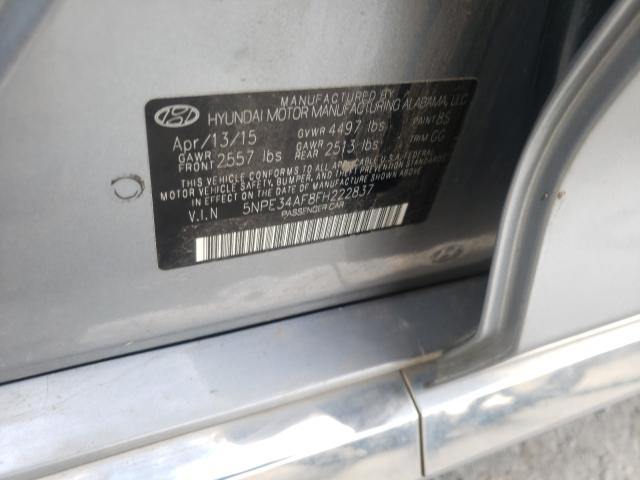 MANUFACTURED BY
HYUNDAI MOTOR MANUFACTURING ALABAMA, LLC
Apr/13/15 GVWR 4497 lbs PAINT 8S
GAWR FRONT 2557 lbs GAWR REAR 2513 lbs TRIM GG
THIS VEHICLE CONFORMS TO ALL APPLICABLE U.S. FEDERAL
MOTOR VEHICLE SAFETY, BUMPER, AND THEFT PREVENTION STANDARDS
IN EFFECT ON THE DATE OF MANUFACTURE SHOWN ABOVE.
V.I.N 5NPE34AF8FH222837
PASSENGER CAR